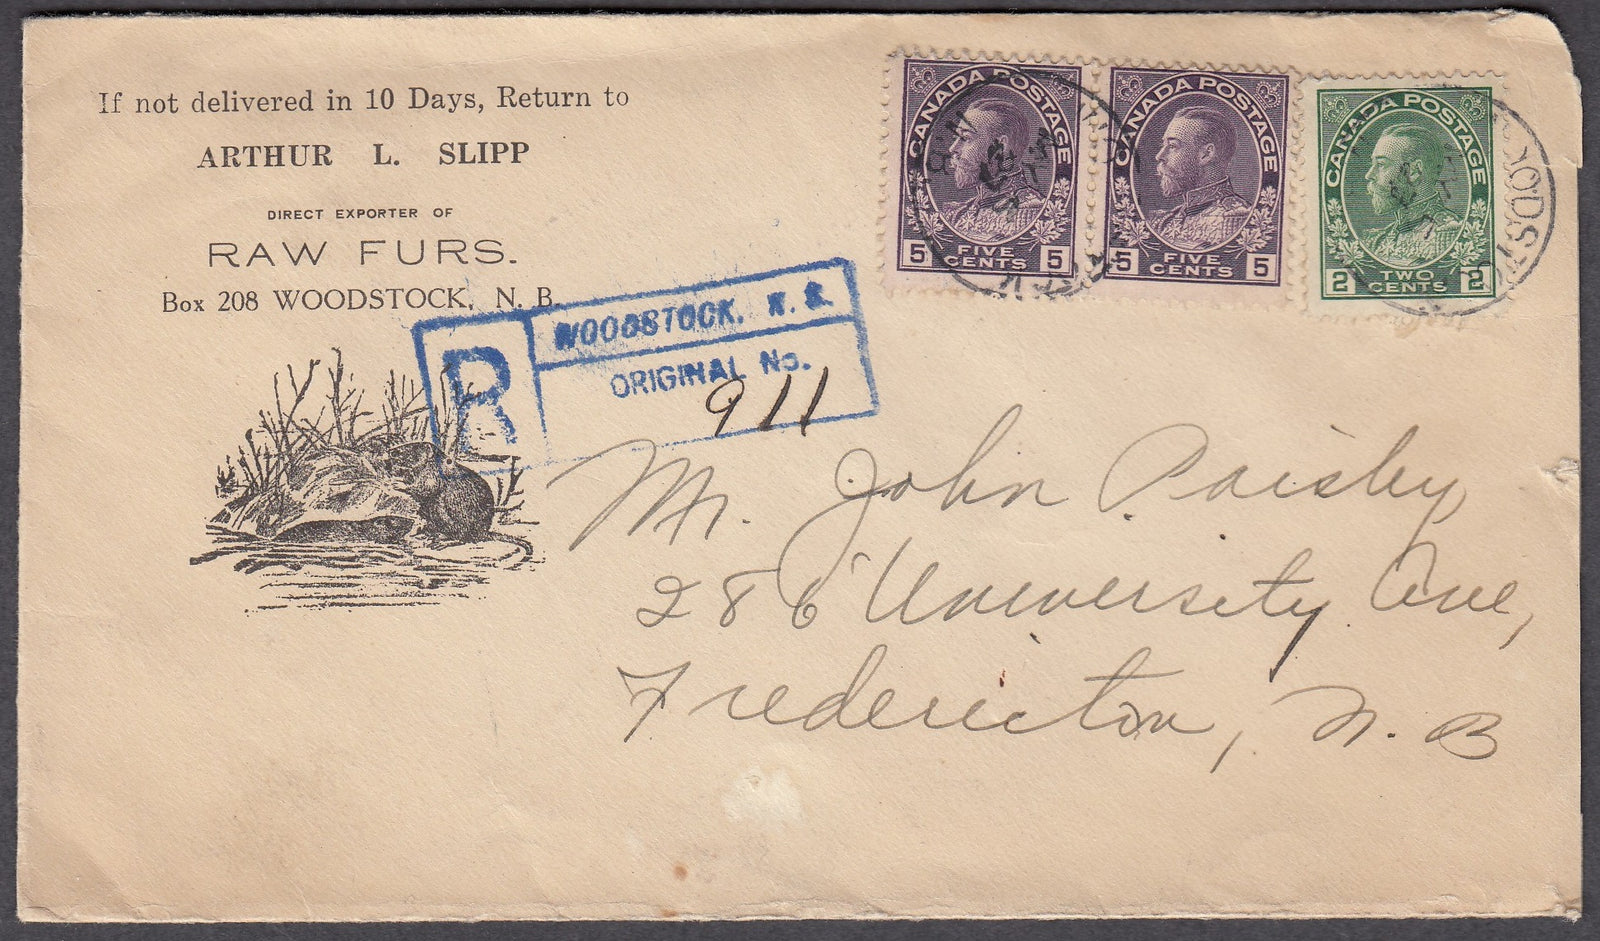 If not delivered in 10 Days, Return to
ARTHUR L. SLIPP
DIRECT EXPORTER OF
RAW FURS.
Box 208 WOODSTOCK, N. B.
CANADA POSTAGE
5 FIVE CENTS 5
CANADA POSTAGE
5 FIVE CENTS 5
CANADA POSTAGE
2 TWO CENTS 2
R
WOODSTOCK, N. B.
ORIGINAL No.
911
Mr. John Paisley
286 University Ave,
Fredericton, N. B